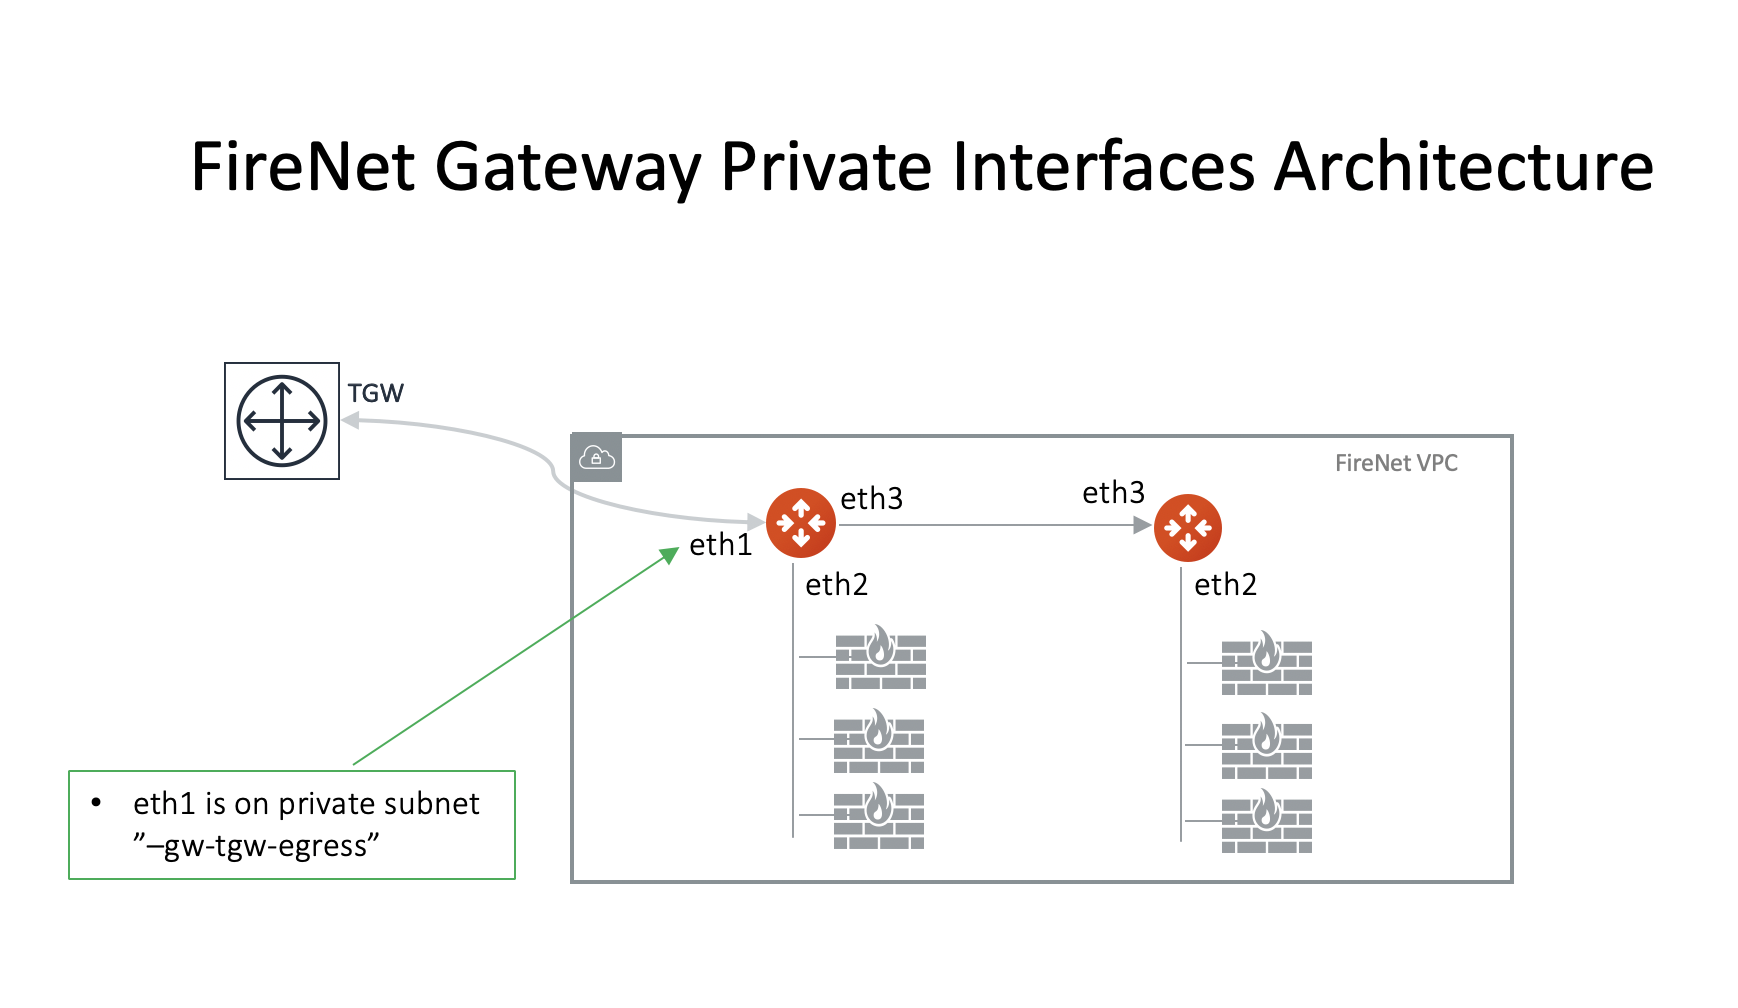 FireNet Gateway Private Interfaces Architecture
TGW
FireNet VPC
eth3
eth3
eth1
eth2
eth2
• eth1 is on private subnet
”–gw-tgw-egress”